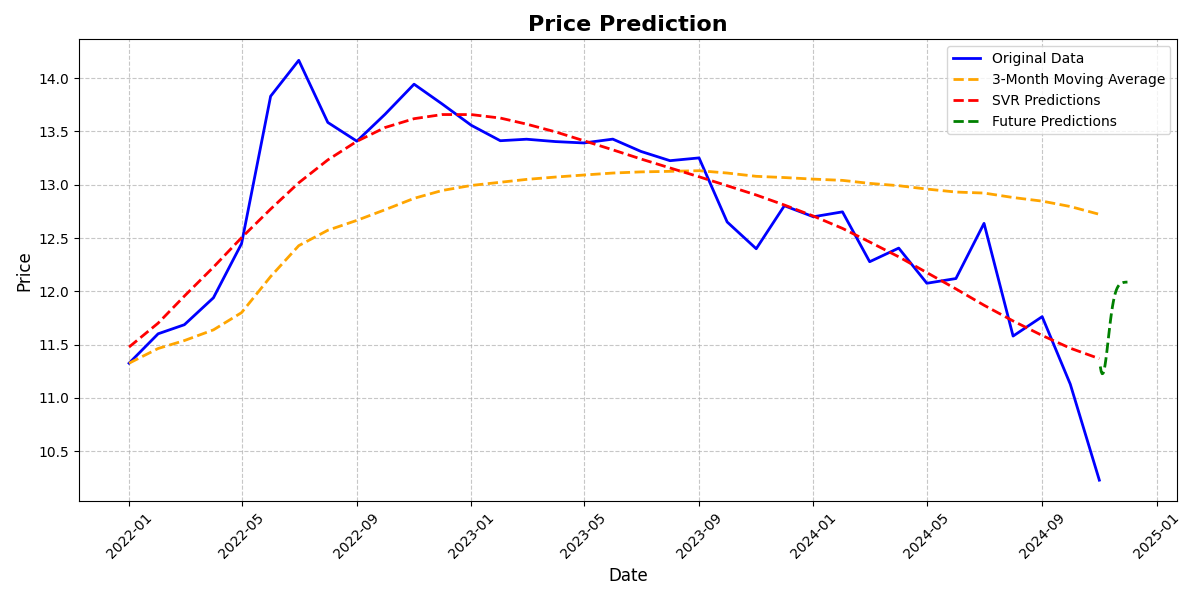 Price Prediction
Original Data
3-Month Moving Average
SVR Predictions
Future Predictions
Price
14.0
13.5
13.0
12.5
12.0
11.5
11.0
10.5
2022-01
2022-05
2022-09
2023-01
2023-05
2023-09
2024-01
2024-05
2024-09
2025-01
Date